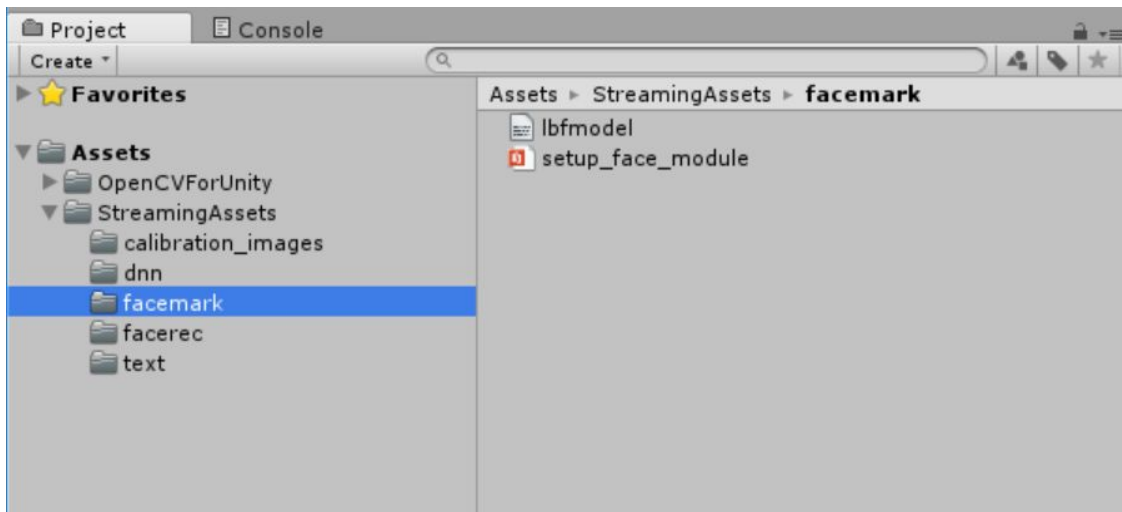 Project Console
Create
Favorites
Assets
OpenCVForUnity
StreamingAssets
calibration_images
dnn
facemark
facerec
text
Assets StreamingAssets facemark
lbfmodel
setup_face_module